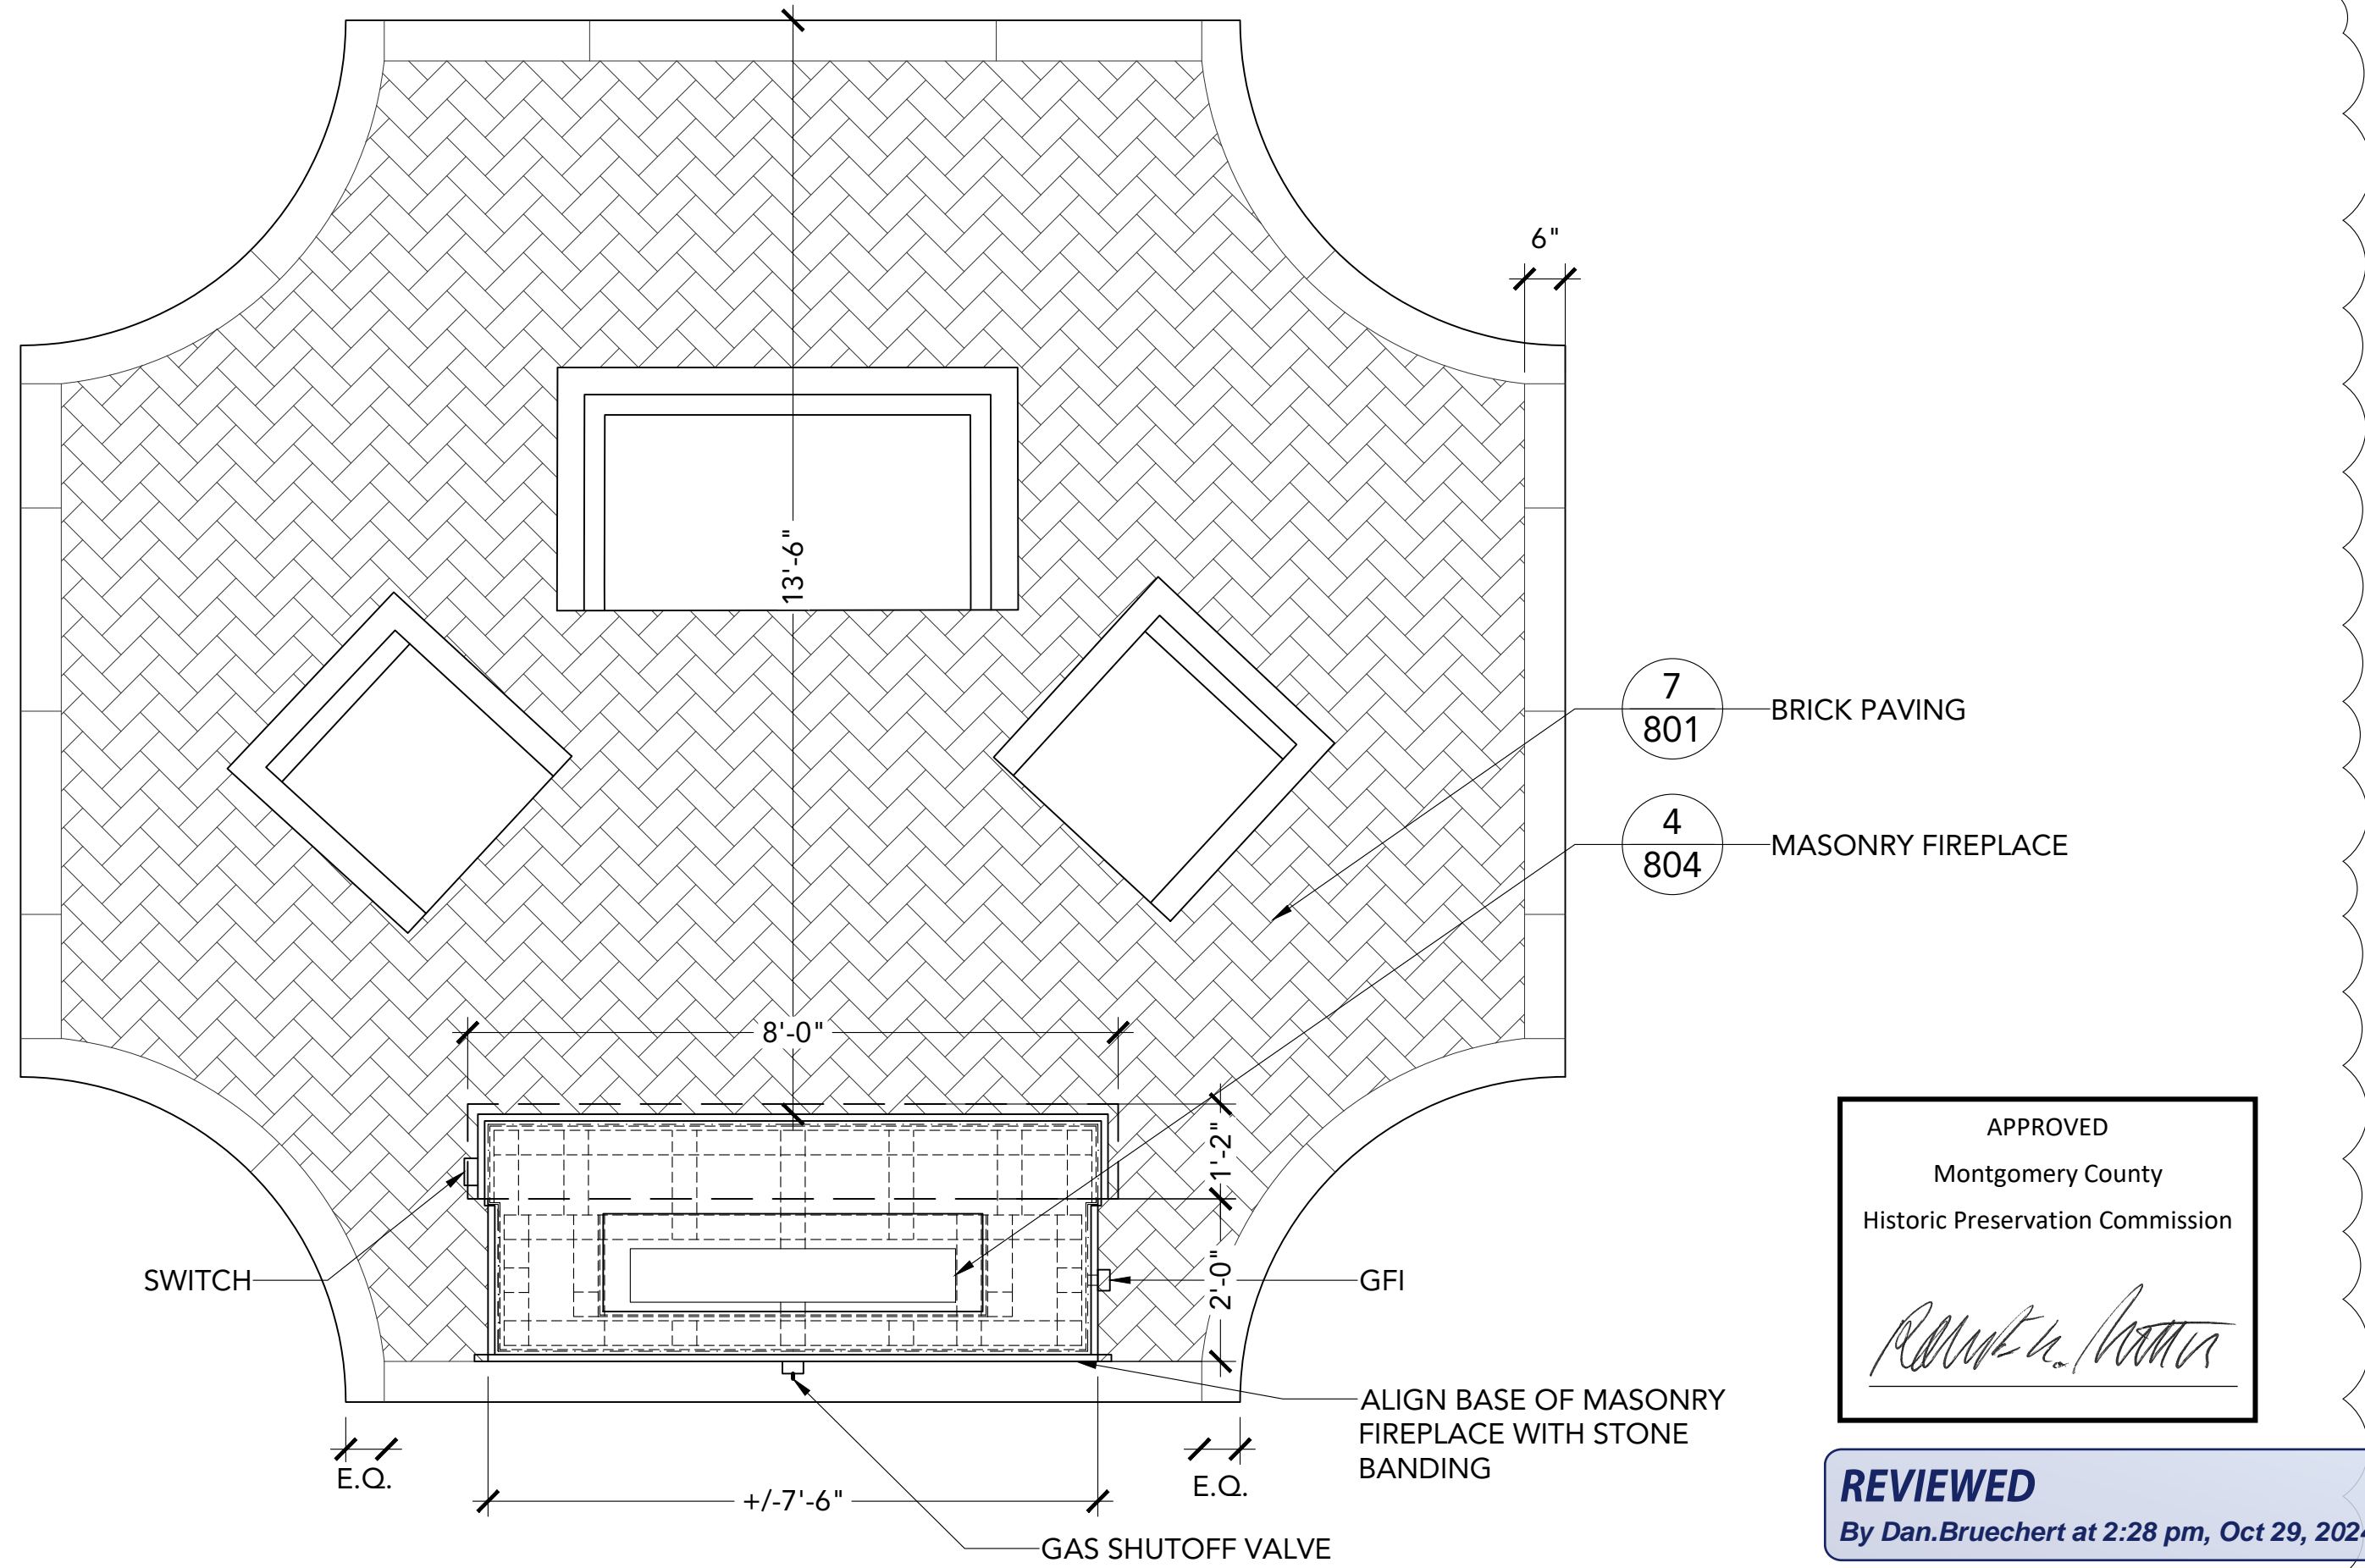 6"
13'-6"
7
801
BRICK PAVING
4
804
MASONRY FIREPLACE
8'-0"
1'-2"
2'-0"
SWITCH
GFI
ALIGN BASE OF MASONRY
FIREPLACE WITH STONE
BANDING
E.Q.
E.Q.
+/-7'-6"
GAS SHUTOFF VALVE
APPROVED
Montgomery County
Historic Preservation Commission
REVIEWED
By Dan.Bruechert at 2:28 pm, Oct 29, 2024